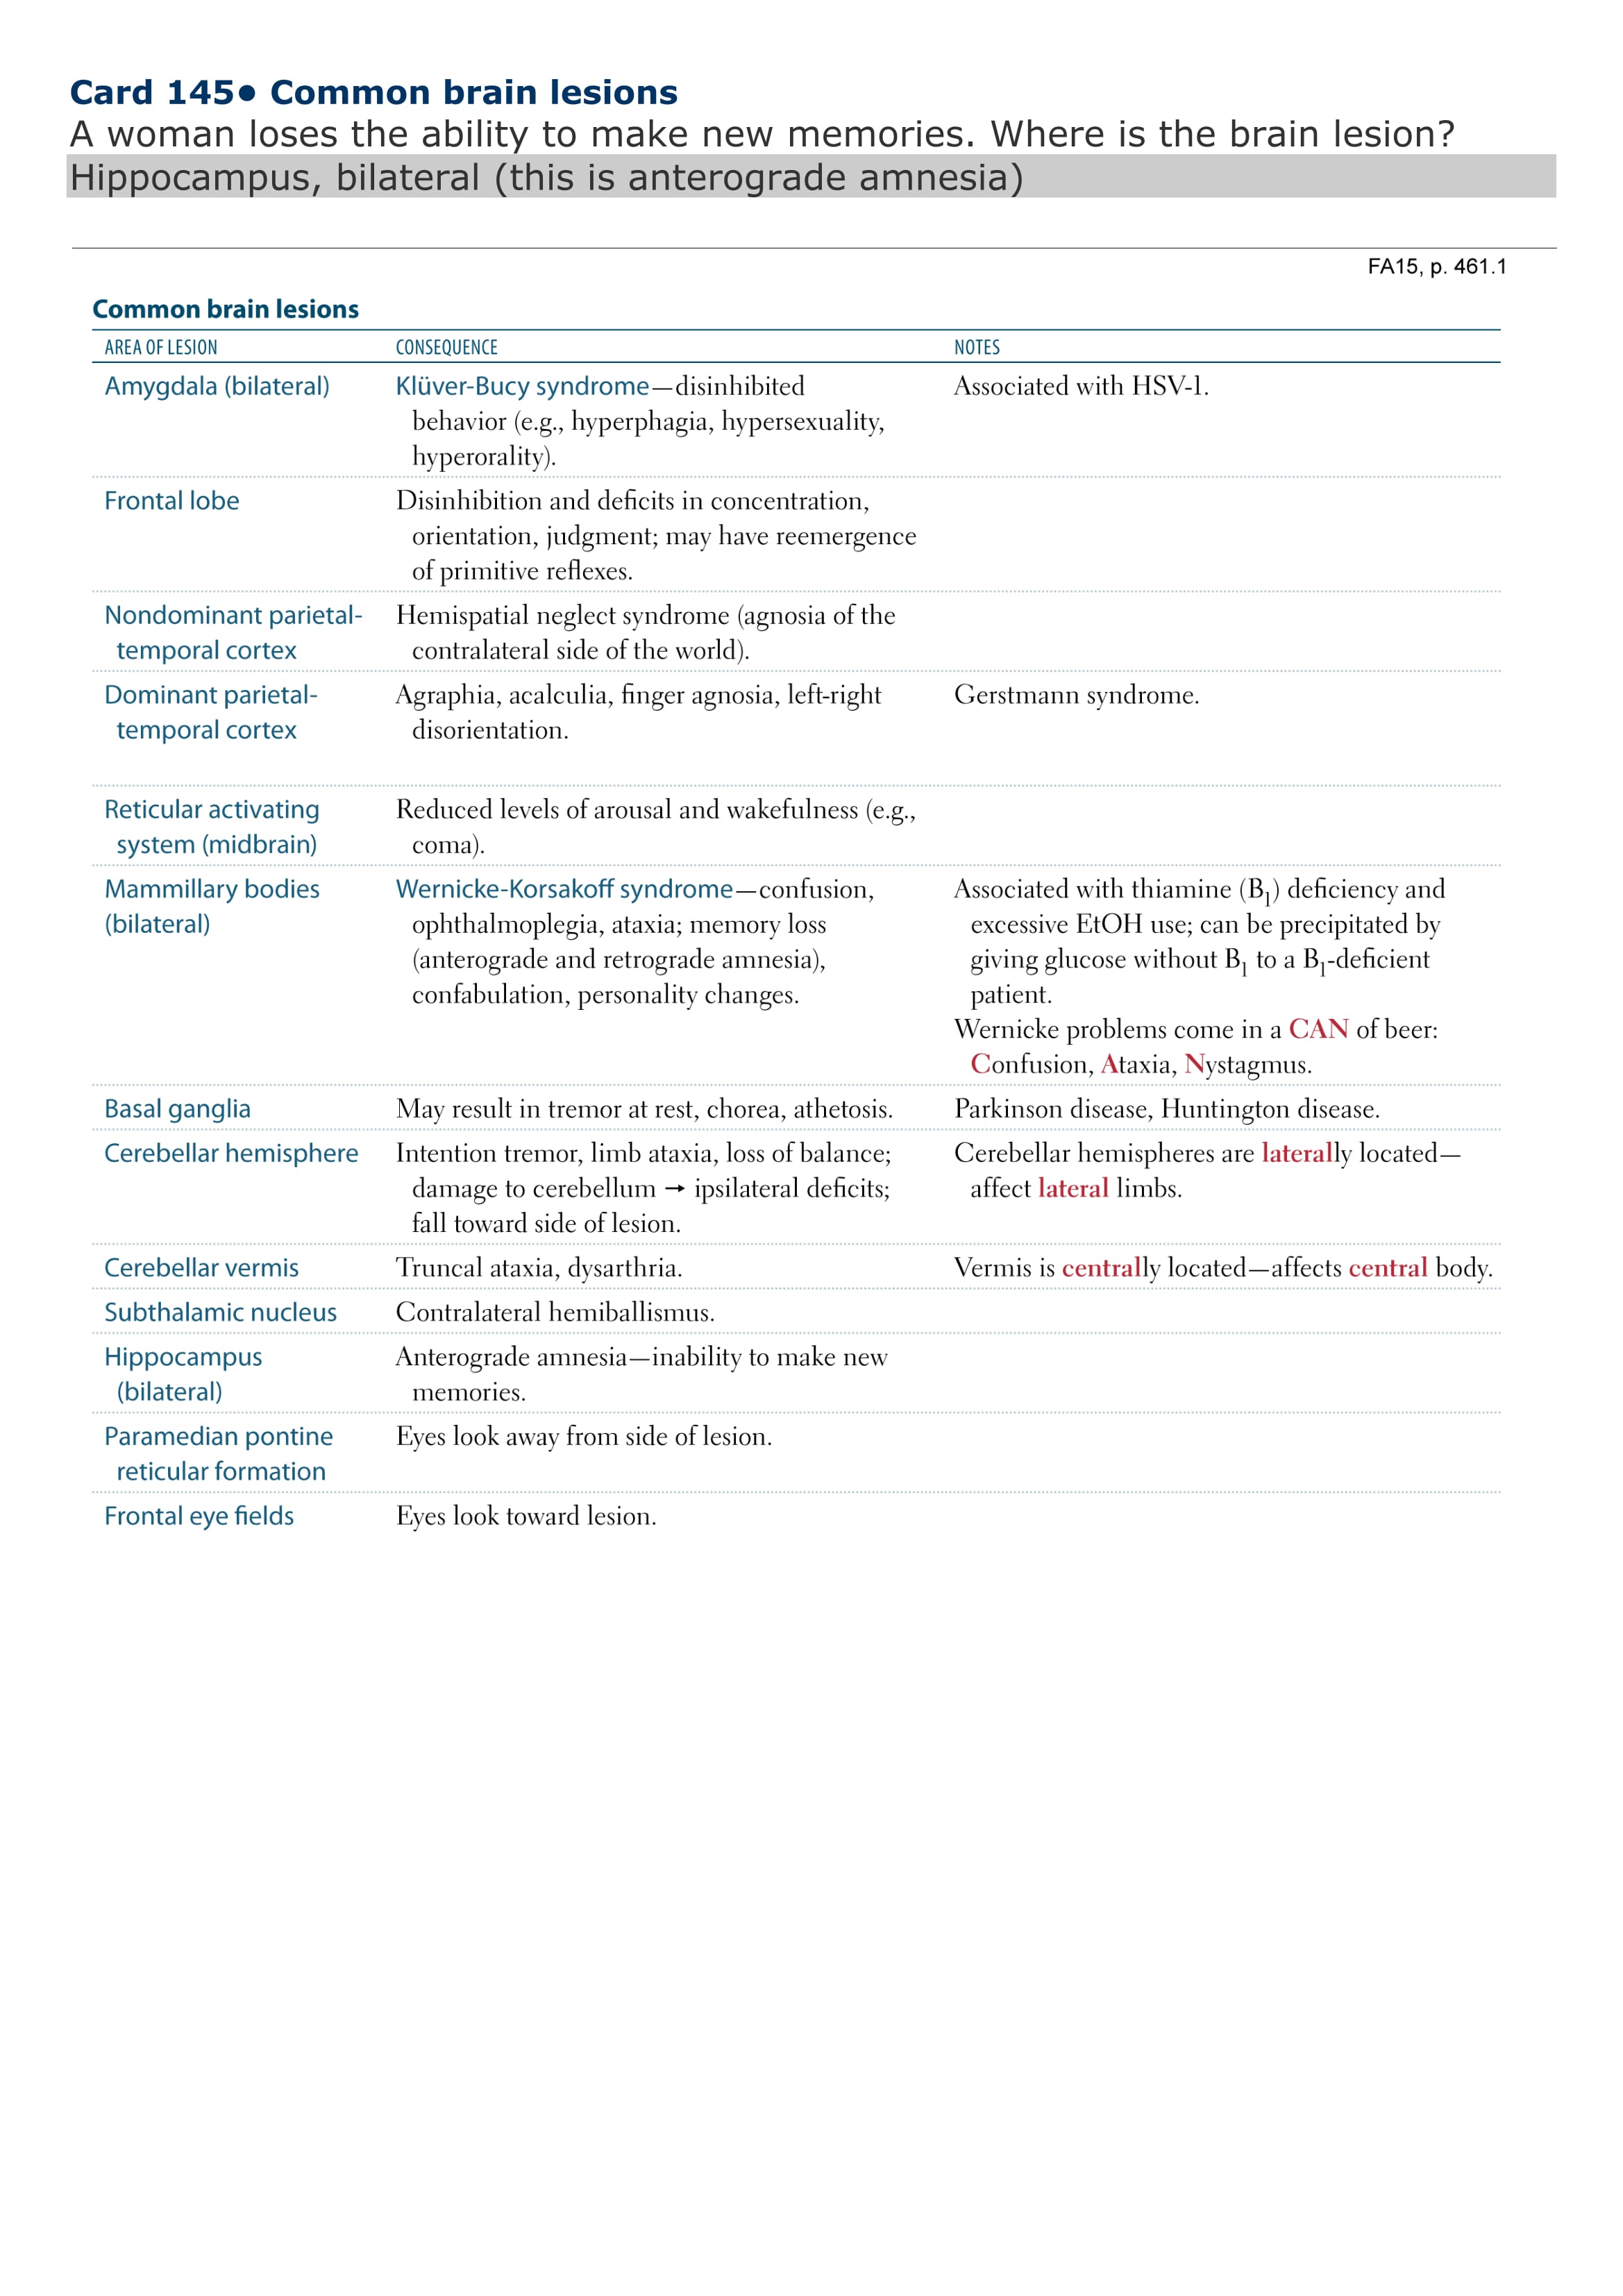 Card 145• Common brain lesions
A woman loses the ability to make new memories. Where is the brain lesion?
Hippocampus, bilateral (this is anterograde amnesia)
FA15, p. 461.1
Common brain lesions
AREA OF LESION CONSEQUENCE NOTES
Amygdala (bilateral) Klüver-Bucy syndrome—disinhibited Associated with HSV-1.
behavior (e.g., hyperphagia, hypersexuality,
hyperorality).
Frontal lobe Disinhibition and deficits in concentration,
orientation, judgment; may have reemergence
of primitive reflexes.
Nondominant parietal- Hemispatial neglect syndrome (agnosia of the
temporal cortex contralateral side of the world).
Dominant parietal- Agraphia, acalculia, finger agnosia, left-right Gerstmann syndrome.
temporal cortex disorientation.
Reticular activating Reduced levels of arousal and wakefulness (e.g.,
system (midbrain) coma).
Mammillary bodies Wernicke-Korsakoff syndrome—confusion, Associated with thiamine (B1) deficiency and
(bilateral) ophthalmoplegia, ataxia; memory loss excessive EtOH use; can be precipitated by
(anterograde and retrograde amnesia), giving glucose without B1 to a B1-deficient
confabulation, personality changes. patient.
Wernicke problems come in a CAN of beer:
Confusion, Ataxia, Nystagmus.
Basal ganglia May result in tremor at rest, chorea, athetosis. Parkinson disease, Huntington disease.
Cerebellar hemisphere Intention tremor, limb ataxia, loss of balance; Cerebellar hemispheres are laterally located—
damage to cerebellum → ipsilateral deficits; affect lateral limbs.
fall toward side of lesion.
Cerebellar vermis Truncal ataxia, dysarthria. Vermis is centrally located—affects central body.
Subthalamic nucleus Contralateral hemiballismus.
Hippocampus Anterograde amnesia—inability to make new
(bilateral) memories.
Paramedian pontine Eyes look away from side of lesion.
reticular formation
Frontal eye fields Eyes look toward lesion.